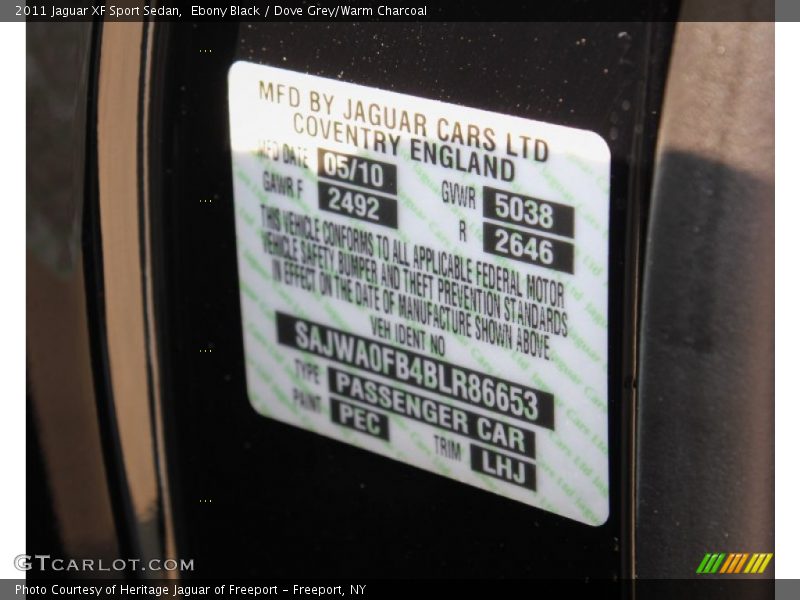 2011 Jaguar XF Sport Sedan, Ebony Black / Dove Grey/Warm Charcoal
MFD BY JAGUAR CARS LTD
COVENTRY ENGLAND
MFD DATE 05/10 GVWR 5038
GAWR F 2492 R 2646
THIS VEHICLE CONFORMS TO ALL APPLICABLE FEDERAL MOTOR
VEHICLE SAFETY BUMPER AND THEFT PREVENTION STANDARDS
IN EFFECT ON THE DATE OF MANUFACTURE SHOWN ABOVE.
VEH IDENT NO
SAJWA0FB4BLR86653
TYPE PASSENGER CAR
PAINT PEC TRIM LHJ
GTCARLOT.COM
Photo Courtesy of Heritage Jaguar of Freeport – Freeport, NY